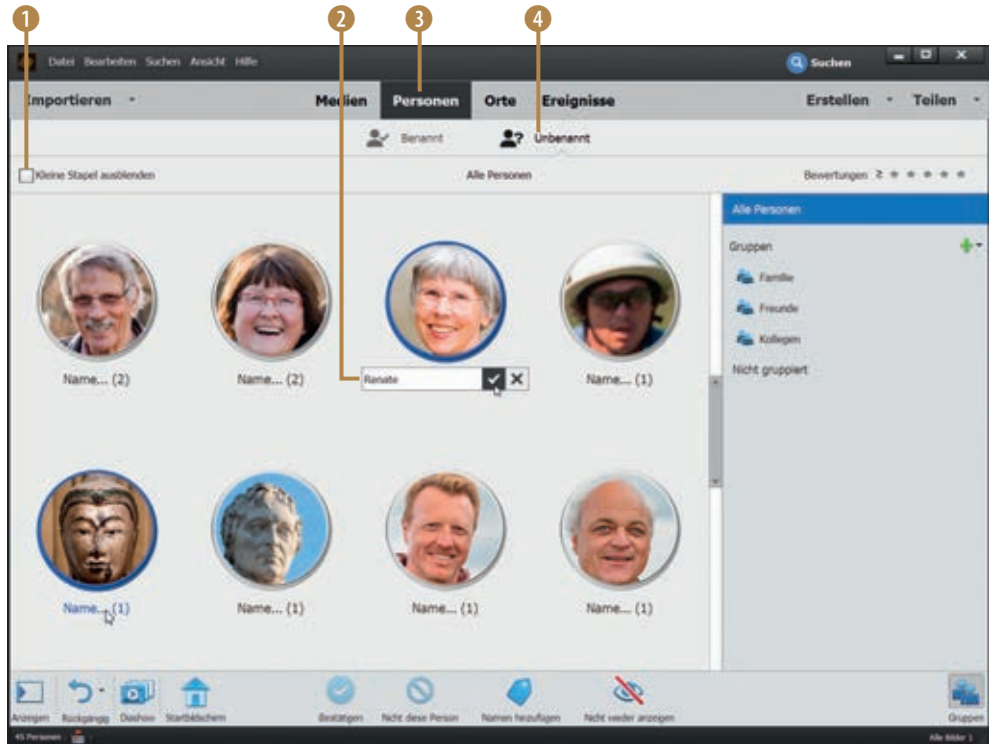 1 2 3 4
Datei Bearbeiten Suchen Ansicht Hilfe Suchen
Importieren Medien Personen Orte Ereignisse Erstellen Teilen
Benannt Unbenannt
Kleine Stapel ausblenden Alle Personen Bewertungen ≥
Alle Personen
Gruppen
Familie
Freunde
Kollegen
Nicht gruppiert
Name... (2) Name... (2) Renate Name... (1)
Name... (1) Name... (1) Name... (1) Name... (1)
Anzeigen Rückgängig Diashow Startbildschirm Bestätigen Nicht diese Person Namen hinzufügen Nicht wieder anzeigen Gruppen
45 Personen Alle Bilder 1